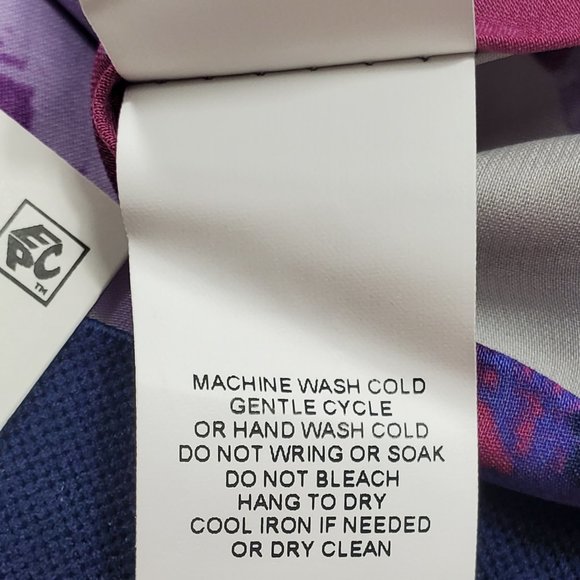 EPC
TM
MACHINE WASH COLD
GENTLE CYCLE
OR HAND WASH COLD
DO NOT WRING OR SOAK
DO NOT BLEACH
HANG TO DRY
COOL IRON IF NEEDED
OR DRY CLEAN